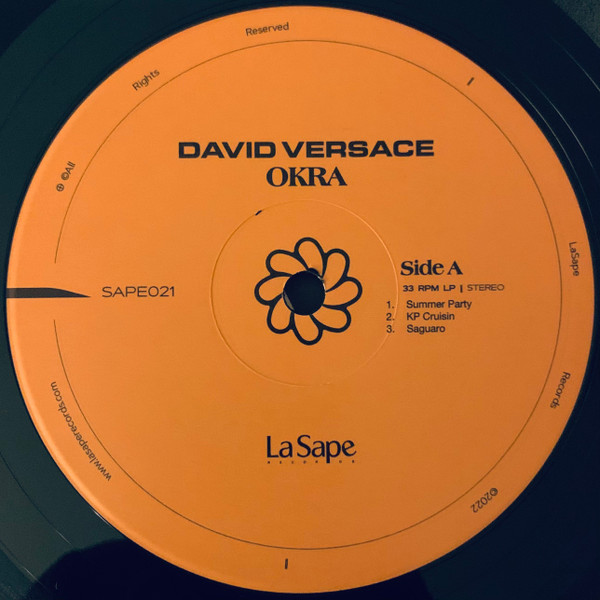 DAVID VERSACE
OKRA
SAPE021
Side A
33 RPM LP | STEREO
1. Summer Party
2. KP Cruisin
3. Saguaro
La Sape
RECORDS
℗ ©All Rights Reserved
LaSape Records ©2022
www.lasaperecords.com